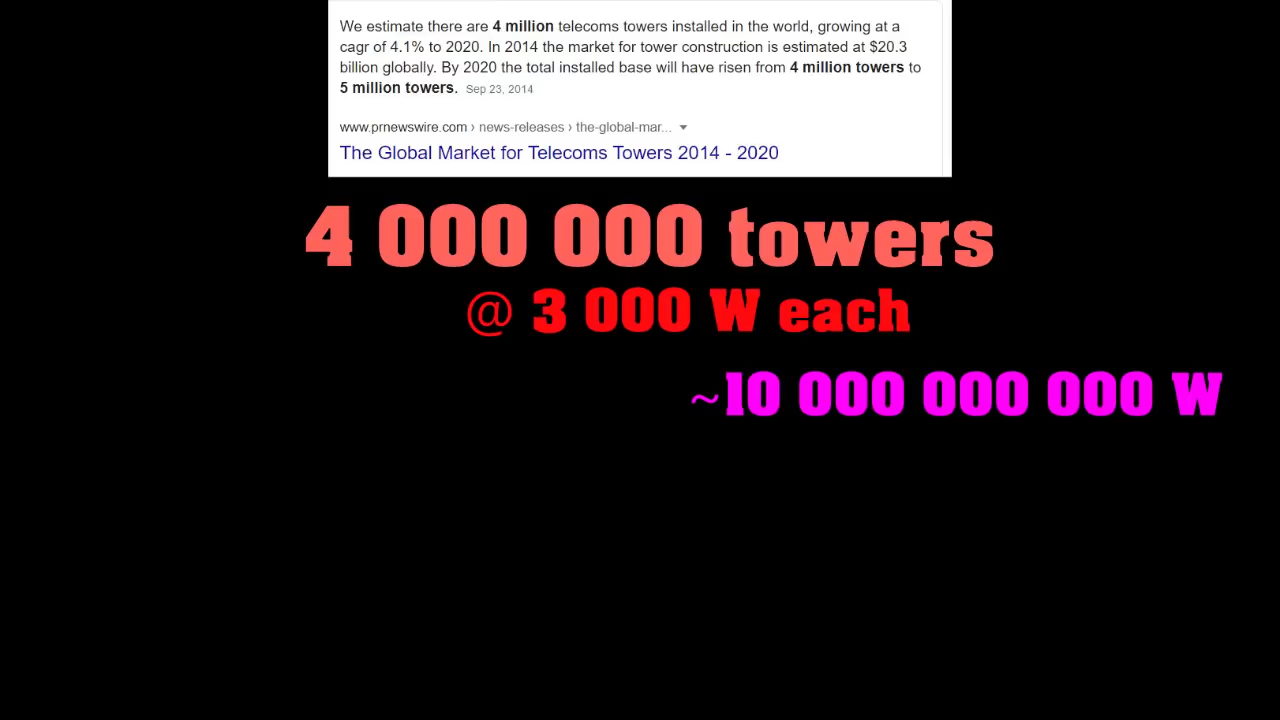 We estimate there are 4 million telecoms towers installed in the world, growing at a
cagr of 4.1% to 2020. In 2014 the market for tower construction is estimated at $20.3
billion globally. By 2020 the total installed base will have risen from 4 million towers to
5 million towers. Sep 23, 2014
www.prnewswire.com › news-releases › the-global-mar...
The Global Market for Telecoms Towers 2014 - 2020
4 000 000 towers
@ 3 000 W each
~10 000 000 000 W